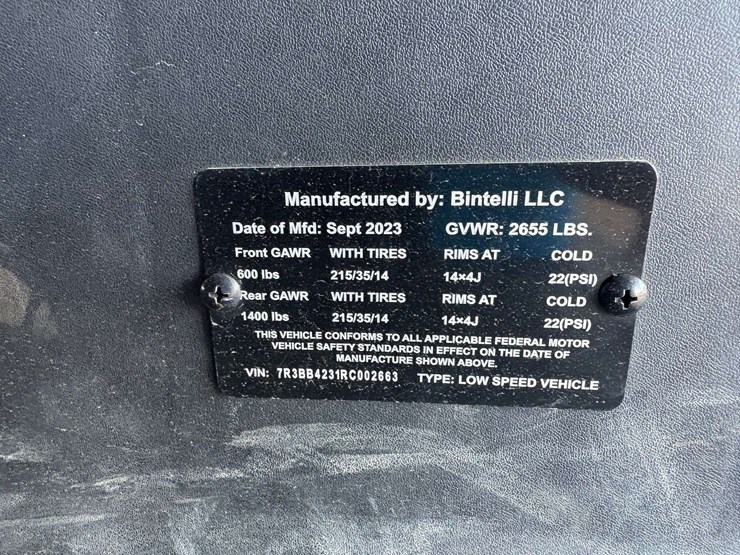 Manufactured by: Bintelli LLC
Date of Mfd: Sept 2023 GVWR: 2655 LBS.
Front GAWR WITH TIRES RIMS AT COLD
600 lbs 215/35/14 14×4J 22(PSI)
Rear GAWR WITH TIRES RIMS AT COLD
1400 lbs 215/35/14 14×4J 22(PSI)
THIS VEHICLE CONFORMS TO ALL APPLICABLE FEDERAL MOTOR
VEHICLE SAFETY STANDARDS IN EFFECT ON THE DATE OF
MANUFACTURE SHOWN ABOVE.
VIN: 7R3BB4231RC002663 TYPE: LOW SPEED VEHICLE